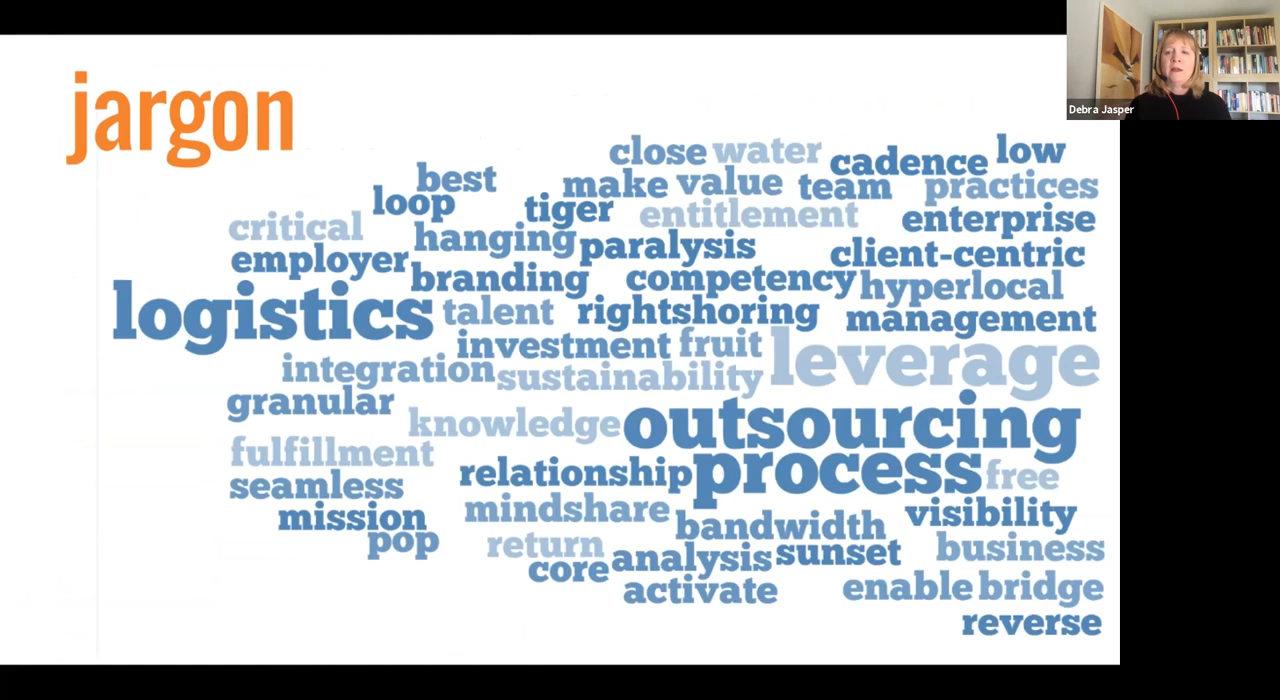 jargon
Debra Jasper
close water cadence low
best make value team practices
loop tiger entitlement enterprise
critical hanging paralysis client-centric
employer branding competency hyperlocal
logistics talent rightshoring management
investment fruit leverage
integration sustainability
granular knowledge outsourcing
fulfillment relationship process free
seamless mindshare visibility
mission bandwidth
pop return analysis sunset business
core activate enable bridge
reverse